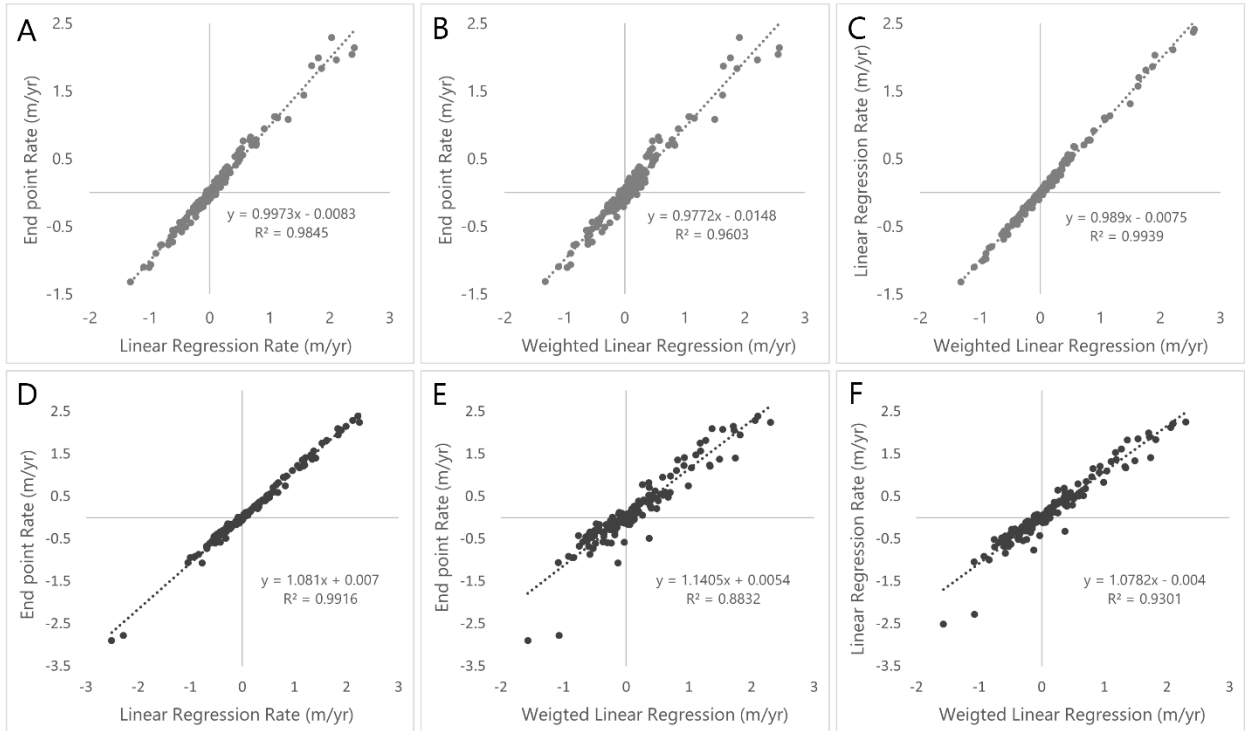 A
End point Rate (m/yr)
2.5
1.5
0.5
-0.5
-1.5
y = 0.9973x - 0.0083
R² = 0.9845
-2 -1 0 1 2 3
Linear Regression Rate (m/yr)
B
End point Rate (m/yr)
2.5
1.5
0.5
-0.5
-1.5
y = 0.9772x - 0.0148
R² = 0.9603
-2 -1 0 1 2 3
Weighted Linear Regression (m/yr)
C
Linear Regression Rate (m/yr)
2.5
1.5
0.5
-0.5
-1.5
y = 0.989x - 0.0075
R² = 0.9939
-2 -1 0 1 2 3
Weighted Linear Regression (m/yr)
D
End point Rate (m/yr)
2.5
1.5
0.5
-0.5
-1.5
-2.5
-3.5
y = 1.081x + 0.007
R² = 0.9916
-3 -2 -1 0 1 2 3
Linear Regression Rate (m/yr)
E
End point Rate (m/yr)
2.5
1.5
0.5
-0.5
-1.5
-2.5
-3.5
y = 1.1405x + 0.0054
R² = 0.8832
-3 -2 -1 0 1 2 3
Weigted Linear Regression (m/yr)
F
Linear Regression Rate (m/yr)
2.5
1.5
0.5
-0.5
-1.5
-2.5
-3.5
y = 1.0782x - 0.004
R² = 0.9301
-2 -1 0 1 2 3
Weigted Linear Regression (m/yr)